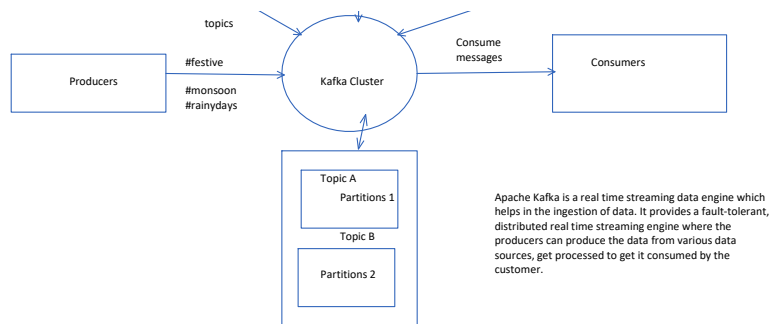 topics
#festive
Producers
Kafka Cluster
#monsoon
#rainydays
Consume
messages
Consumers
Topic A
Partitions 1
Topic B
Partitions 2
Apache Kafka is a real time streaming data engine which
helps in the ingestion of data. It provides a fault-tolerant,
distributed real time streaming engine where the
producers can produce the data from various data
sources, get processed to get it consumed by the
customer.